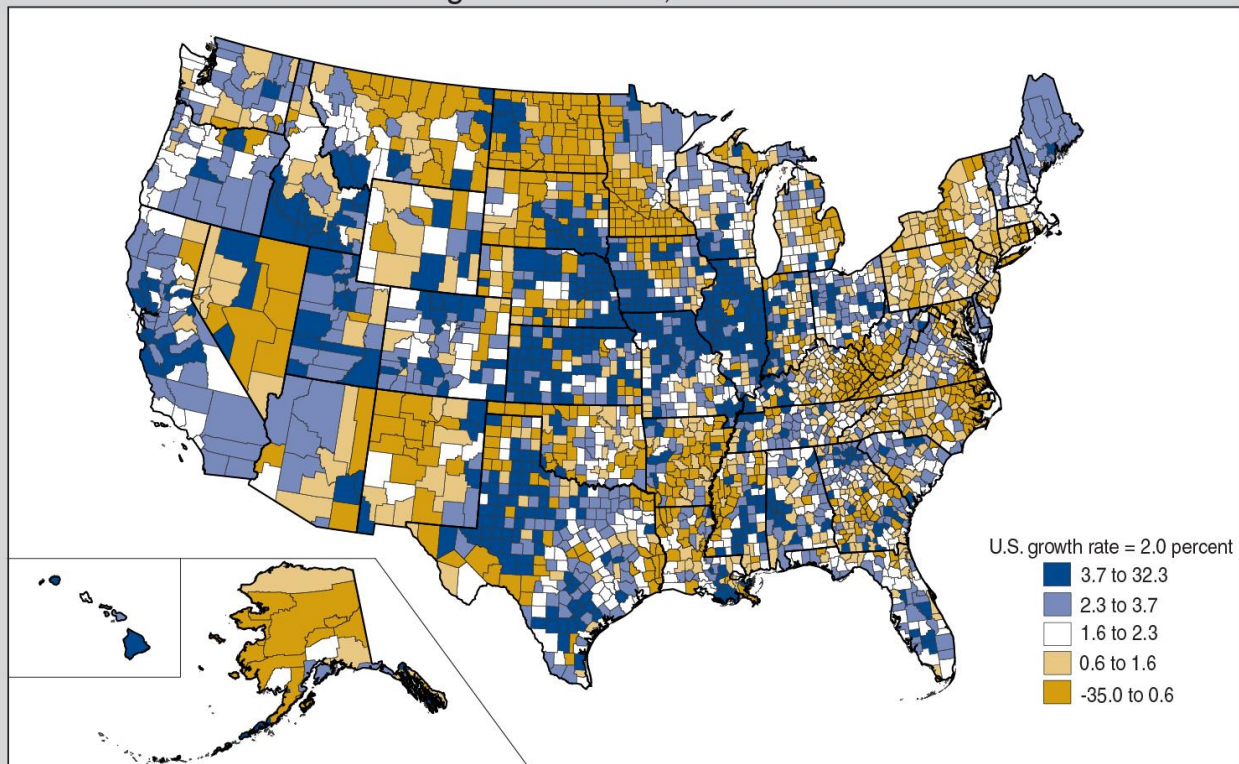 U.S. growth rate = 2.0 percent
3.7 to 32.3
2.3 to 3.7
1.6 to 2.3
0.6 to 1.6
-35.0 to 0.6